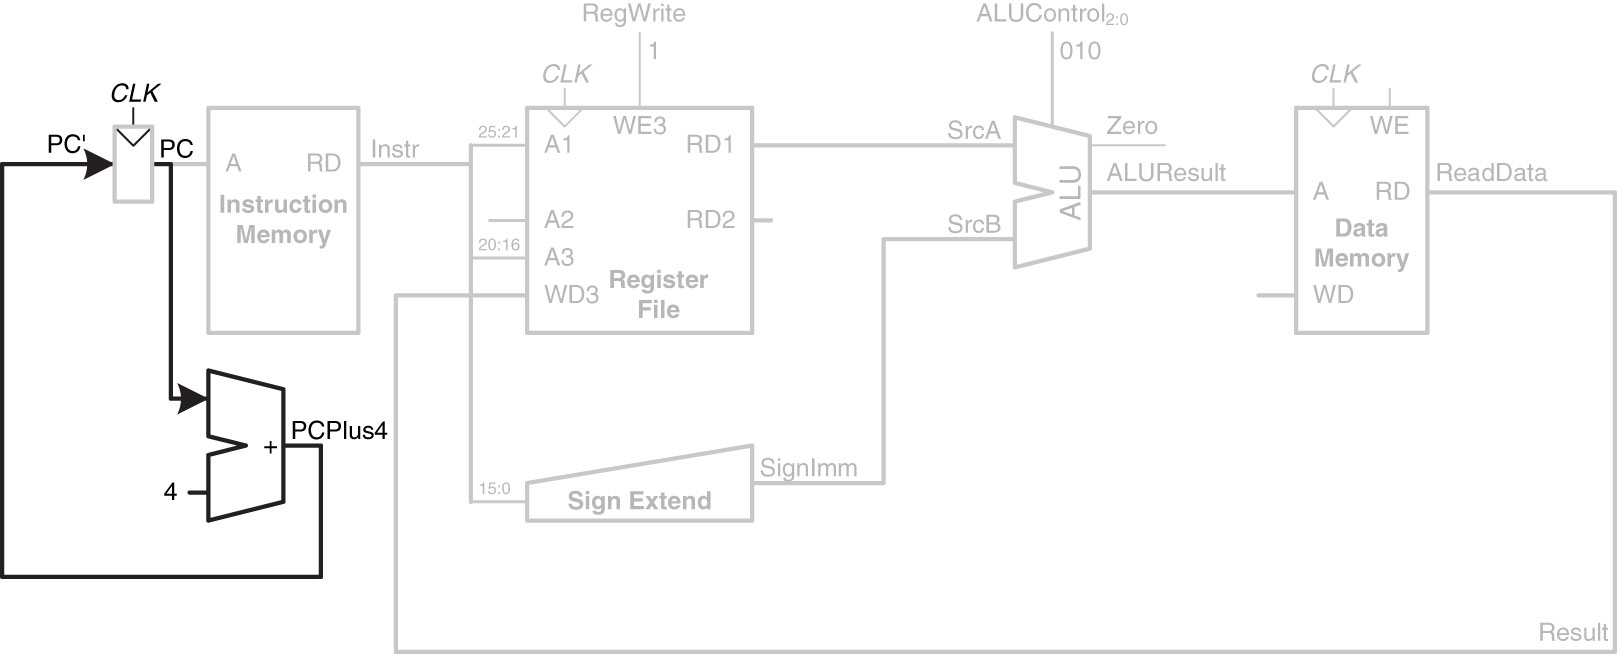 RegWrite
ALUControl2:0
1
010
CLK
CLK
CLK
PC'
PC
A
RD
Instruction
Memory
Instr
25:21
A1
WE3
RD1
SrcA
Zero
WE
A2
RD2
20:16
A3
WD3
Register
File
SrcB
ALU
ALUResult
A
RD
ReadData
Data
Memory
WD
PCPlus4
+
4
15:0
Sign Extend
SignImm
Result